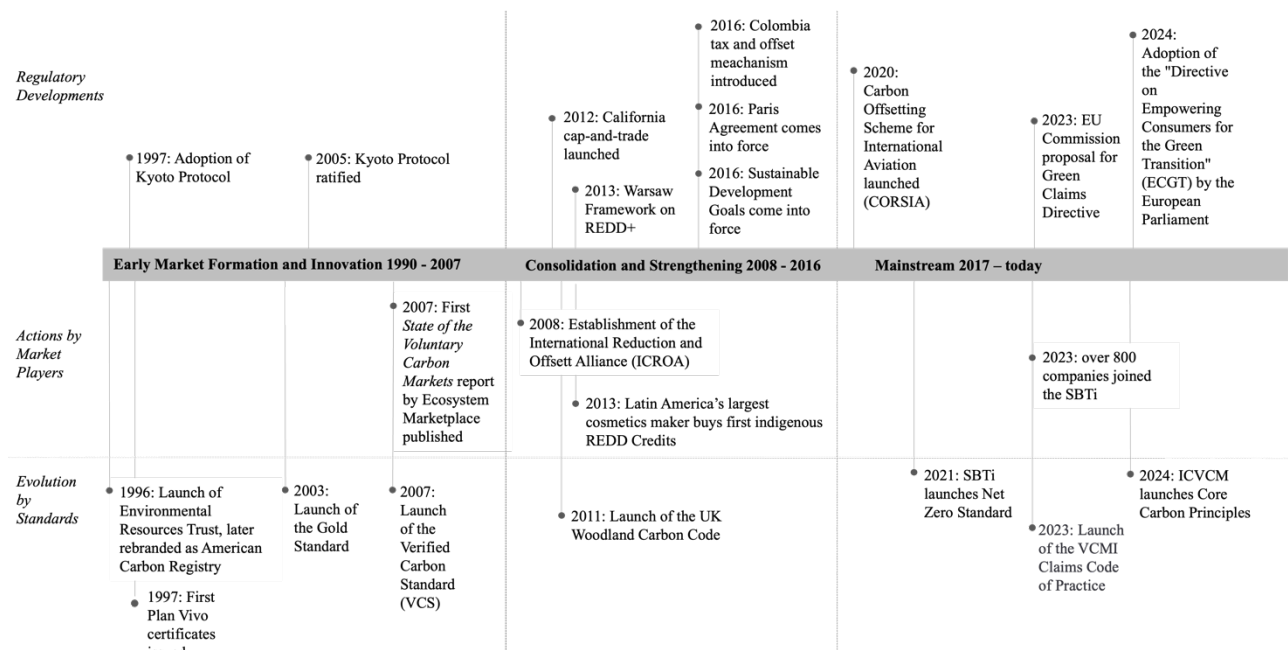 Regulatory
Developments
1997: Adoption of
Kyoto Protocol
2005: Kyoto Protocol
ratified
2012: California
cap-and-trade
launched
2013: Warsaw
Framework on
REDD+
2016: Colombia
tax and offset
meachanism
introduced
2016: Paris
Agreement comes
into force
2016: Sustainable
Development
Goals come into
force
2020:
Carbon
Offsetting
Scheme for
International
Aviation
launched
(CORSIA)
2023: EU
Commission
proposal for
Green
Claims
Directive
2024:
Adoption of
the "Directive
on
Empowering
Consumers for
the Green
Transition"
(ECGT) by the
European
Parliament
Early Market Formation and Innovation 1990 - 2007
Consolidation and Strengthening 2008 - 2016
Mainstream 2017 – today
Actions by
Market
Players
2007: First
State of the
Voluntary
Carbon
Markets report
by Ecosystem
Marketplace
published
2008: Establishment of the
International Reduction and
Offsett Alliance (ICROA)
2013: Latin America’s largest
cosmetics maker buys first indigenous
REDD Credits
2023: over 800
companies joined
the SBTi
Evolution
by
Standards
1996: Launch of
Environmental
Resources Trust, later
rebranded as American
Carbon Registry
1997: First
Plan Vivo
certificates
2003:
Launch of
the Gold
Standard
2007:
Launch
of the
Verified
Carbon
Standard
(VCS)
2011: Launch of the UK
Woodland Carbon Code
2021: SBTi
launches Net
Zero Standard
2023: Launch
of the VCMI
Claims Code
of Practice
2024: ICVCM
launches Core
Carbon Principles